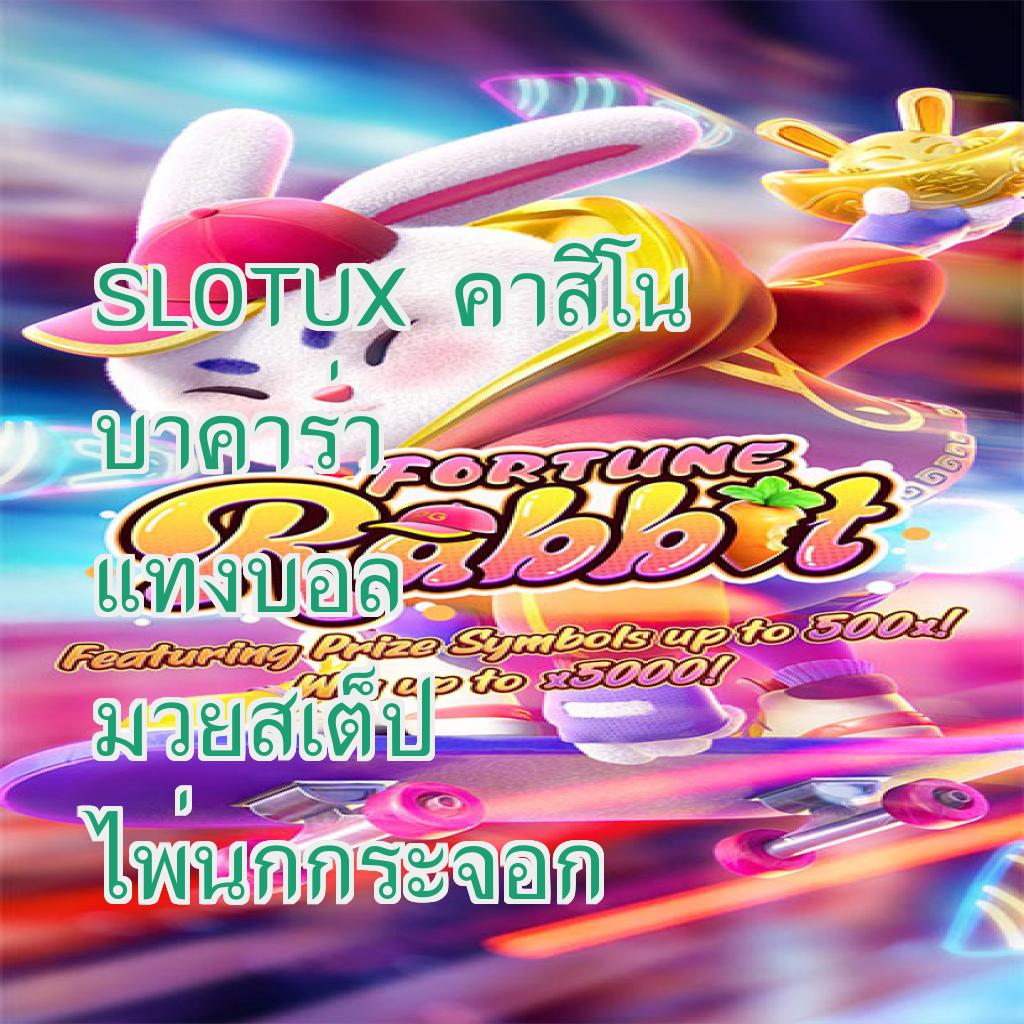 SLOTUX คาสิโน
บาคาร่า
FORTUNE
Rabbit
แทงบอล
Featuring Prize Symbols up to 500x!
Win up to x5000!
มวยสเต็ป
ไพ่นกกระจอก